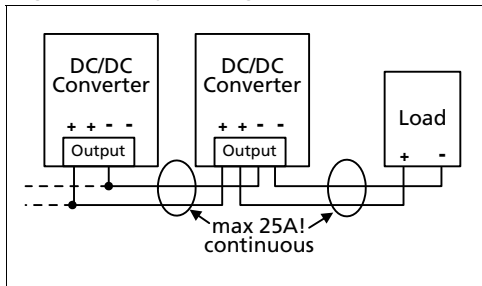 DC/DC
Converter
+ + - -
Output
DC/DC
Converter
+ + - -
Output
Load
+ -
max 25A!
continuous